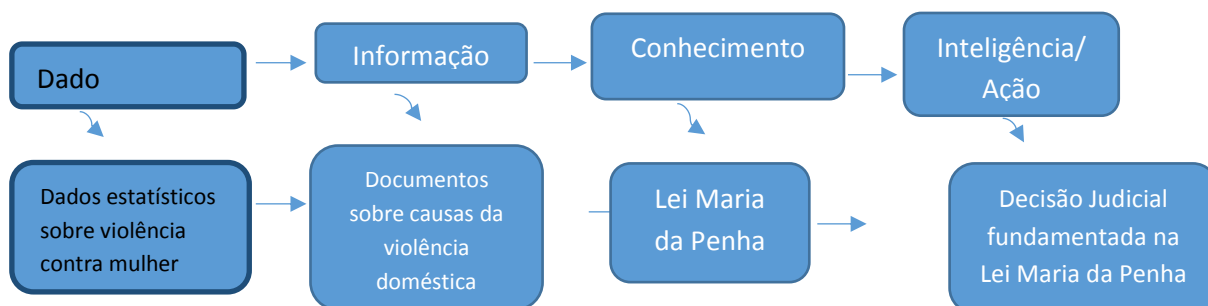 Dado
Informação
Conhecimento
Inteligência/
Ação
Dados estatísticos
sobre violência
contra mulher
Documentos
sobre causas da
violência
doméstica
Lei Maria
da Penha
Decisão Judicial
fundamentada na
Lei Maria da Penha